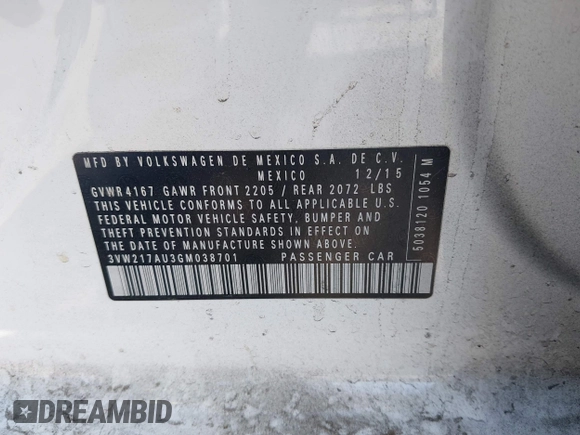 MFD BY VOLKSWAGEN DE MEXICO S.A. DE C.V.
MEXICO 12/15
GVWR4167 GAWR FRONT 2205 / REAR 2072 LBS
THIS VEHICLE CONFORMS TO ALL APPLICABLE U.S.
FEDERAL MOTOR VEHICLE SAFETY, BUMPER AND
THEFT PREVENTION STANDARDS IN EFFECT ON
THE DATE OF MANUFACTURE SHOWN ABOVE.
3VW217AU3GM038701 PASSENGER CAR
5038120 1054 M
DREAMBID